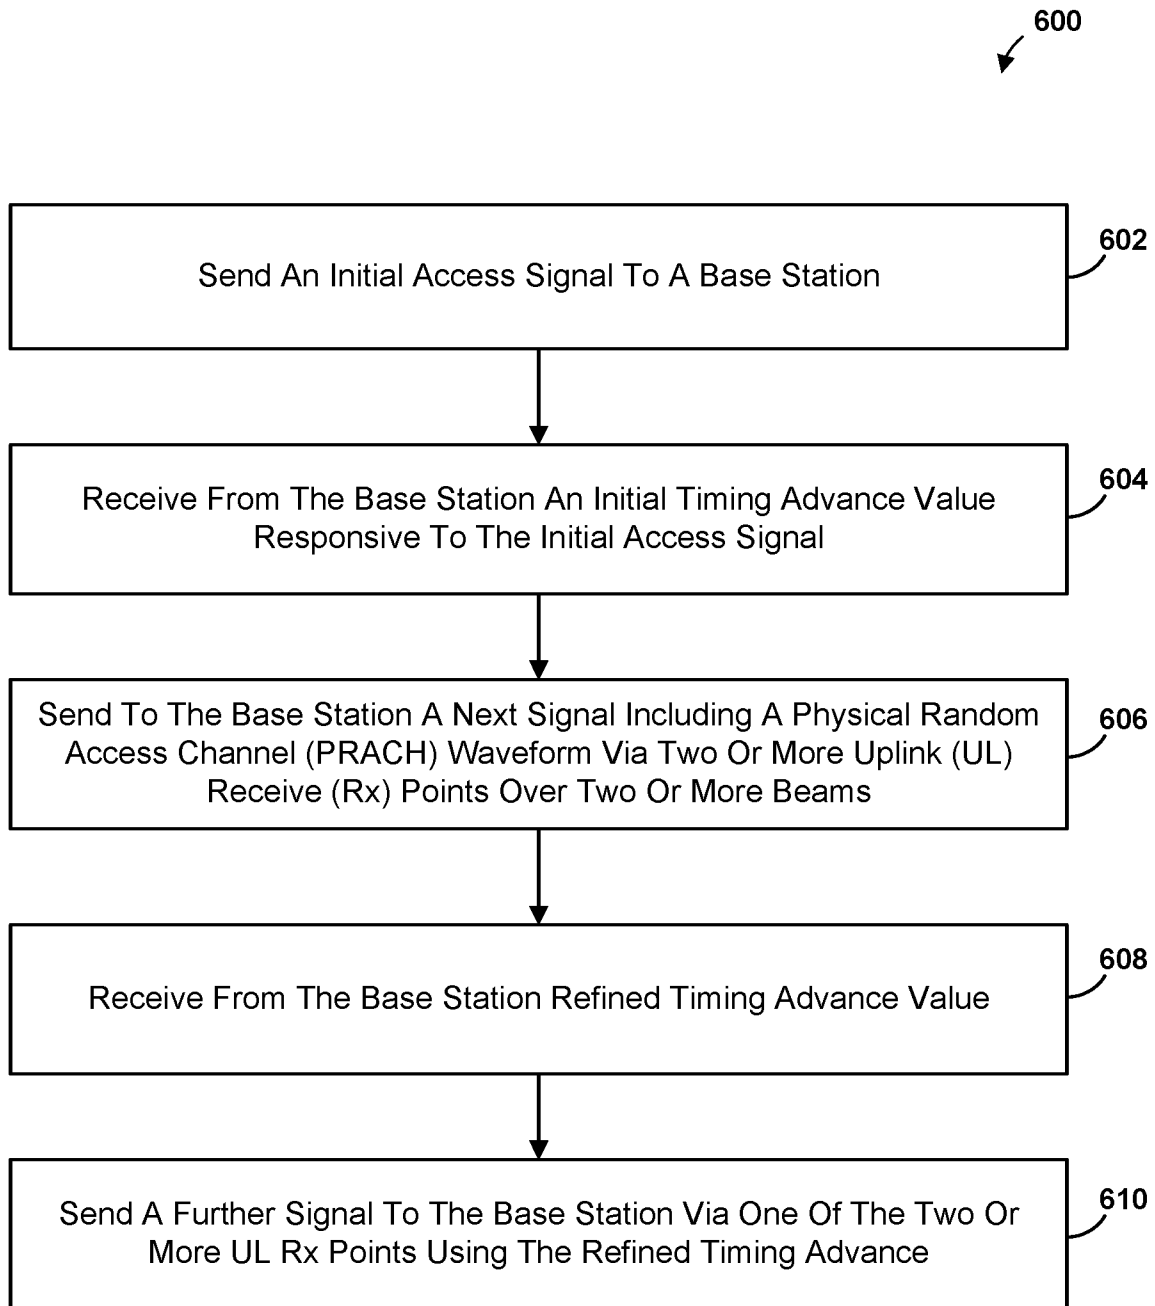 600
Send An Initial Access Signal To A Base Station
602
Receive From The Base Station An Initial Timing Advance Value
Responsive To The Initial Access Signal
604
Send To The Base Station A Next Signal Including A Physical Random
Access Channel (PRACH) Waveform Via Two Or More Uplink (UL)
Receive (Rx) Points Over Two Or More Beams
606
Receive From The Base Station Refined Timing Advance Value
608
Send A Further Signal To The Base Station Via One Of The Two Or
More UL Rx Points Using The Refined Timing Advance
610